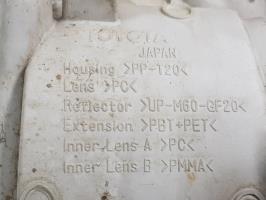 TOYOTA
JAPAN
Housing >PP-T20<
Lens >PC<
Reflector >UP-M60-GF20<
Extension >PBT+PET<
Inner Lens A >PC<
Inner Lens B >PMMA<